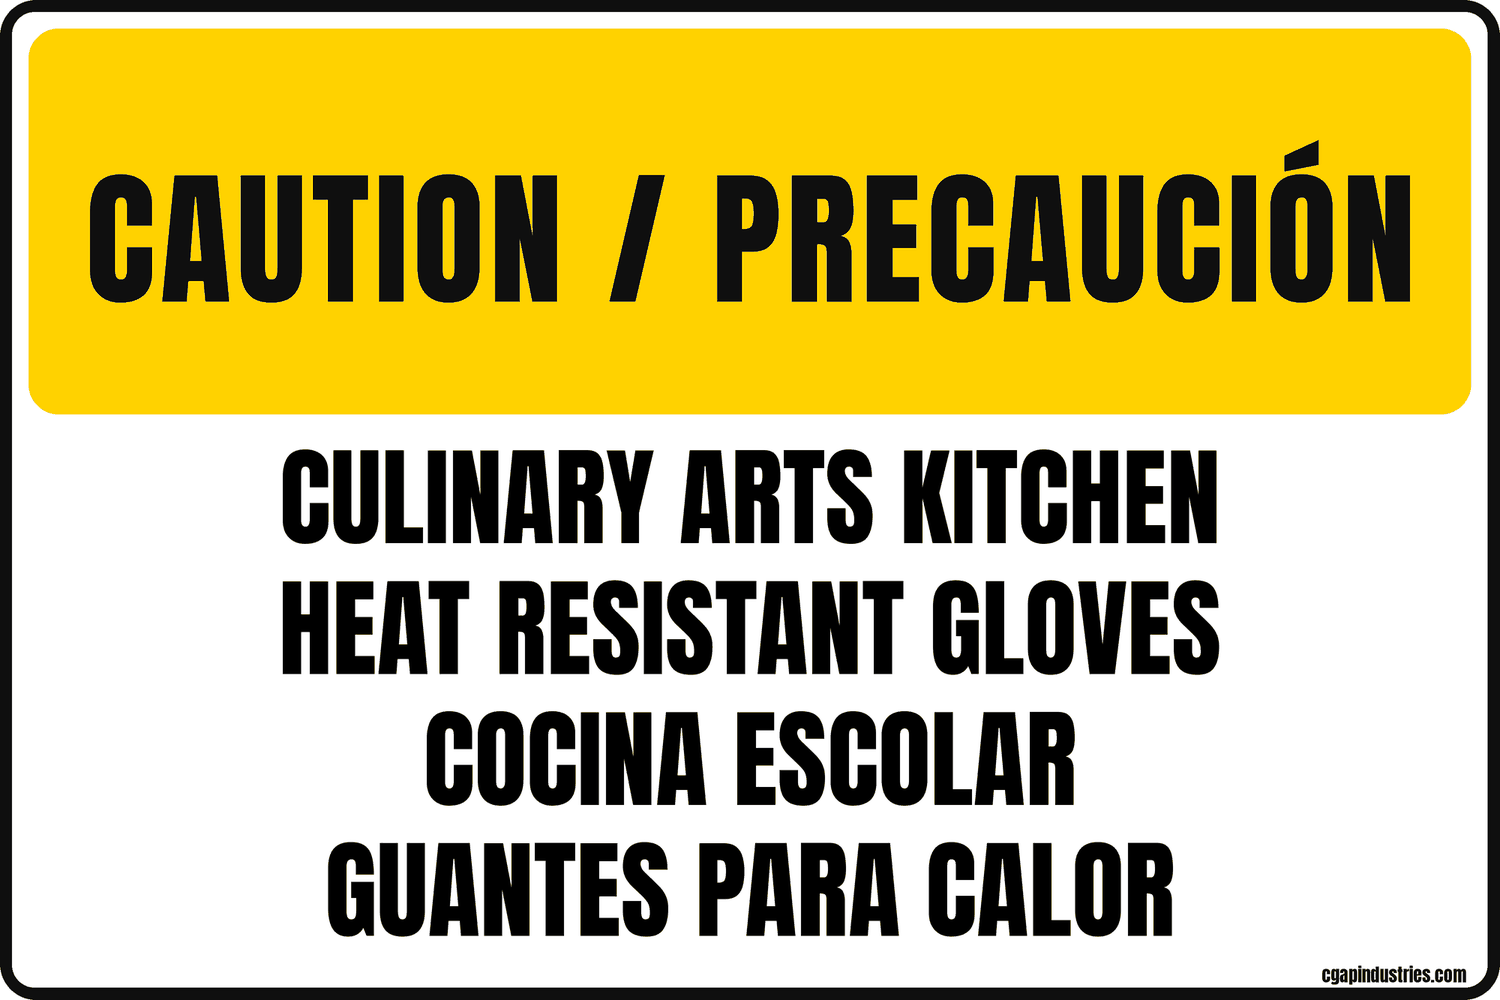 CAUTION / PRECAUCIÓN
CULINARY ARTS KITCHEN
HEAT RESISTANT GLOVES
COCINA ESCOLAR
GUANTES PARA CALOR
cgapindustries.com